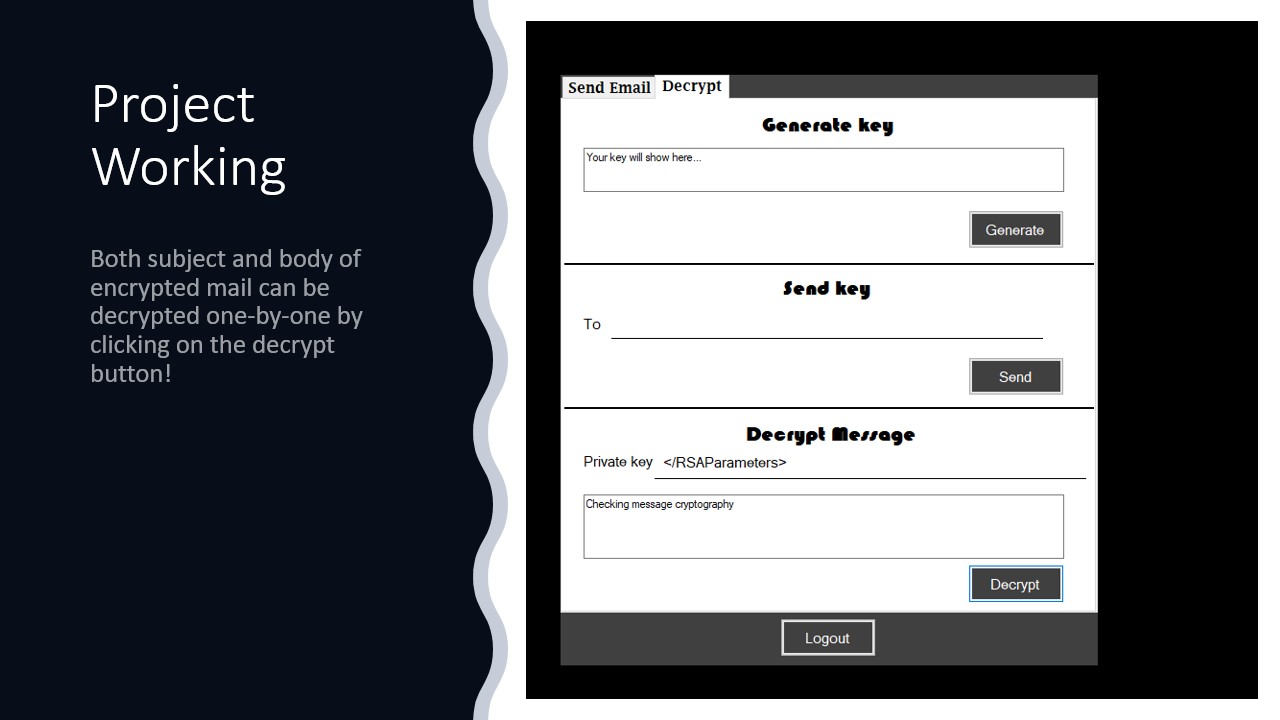 Project
Working
Both subject and body of
encrypted mail can be
decrypted one-by-one by
clicking on the decrypt
button!
Send Email Decrypt
Generate key
Your key will show here...
Generate
Send key
To
Send
Decrypt Message
Private key </RSAParameters>
Checking message cryptography
Decrypt
Logout